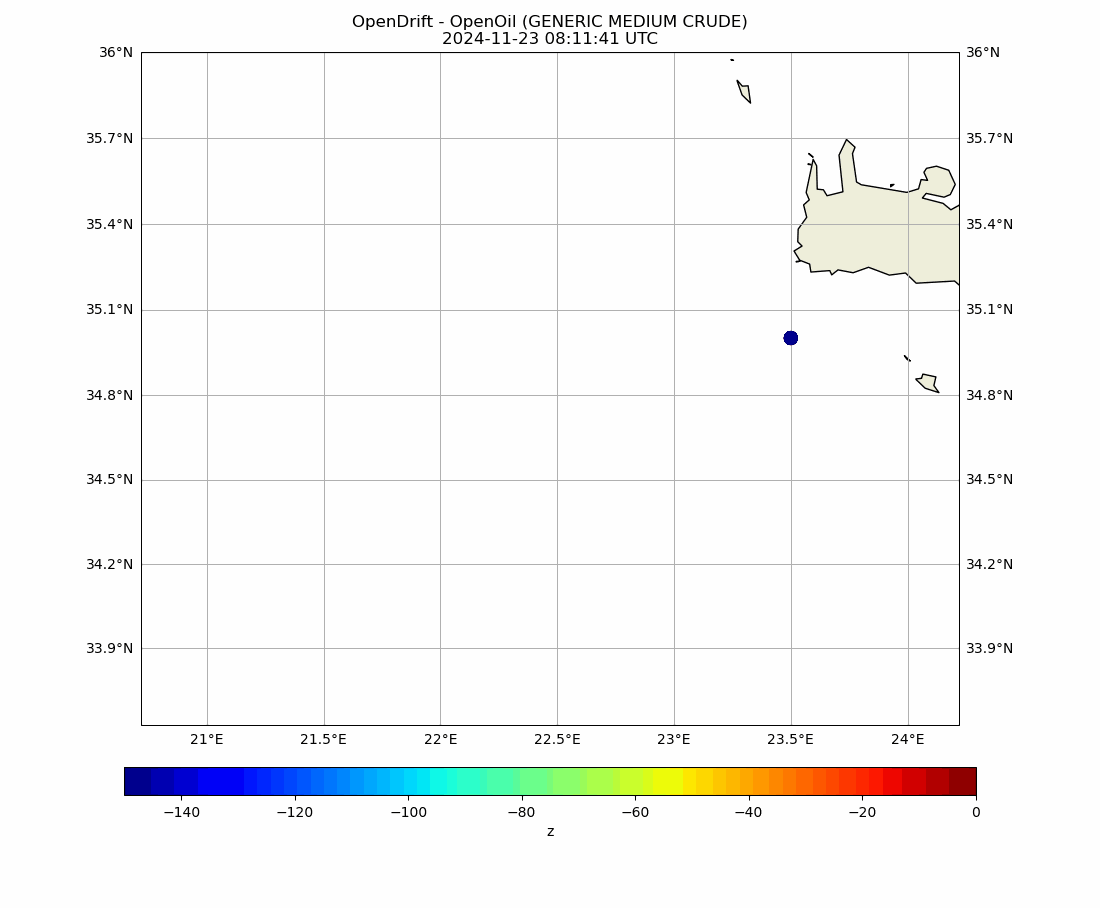 OpenDrift - OpenOil (GENERIC MEDIUM CRUDE)
2024-11-23 08:11:41 UTC
36°N 36°N
35.7°N 35.7°N
35.4°N 35.4°N
35.1°N 35.1°N
34.8°N 34.8°N
34.5°N 34.5°N
34.2°N 34.2°N
33.9°N 33.9°N
21°E 21.5°E 22°E 22.5°E 23°E 23.5°E 24°E
−140 −120 −100 −80 −60 −40 −20 0
z